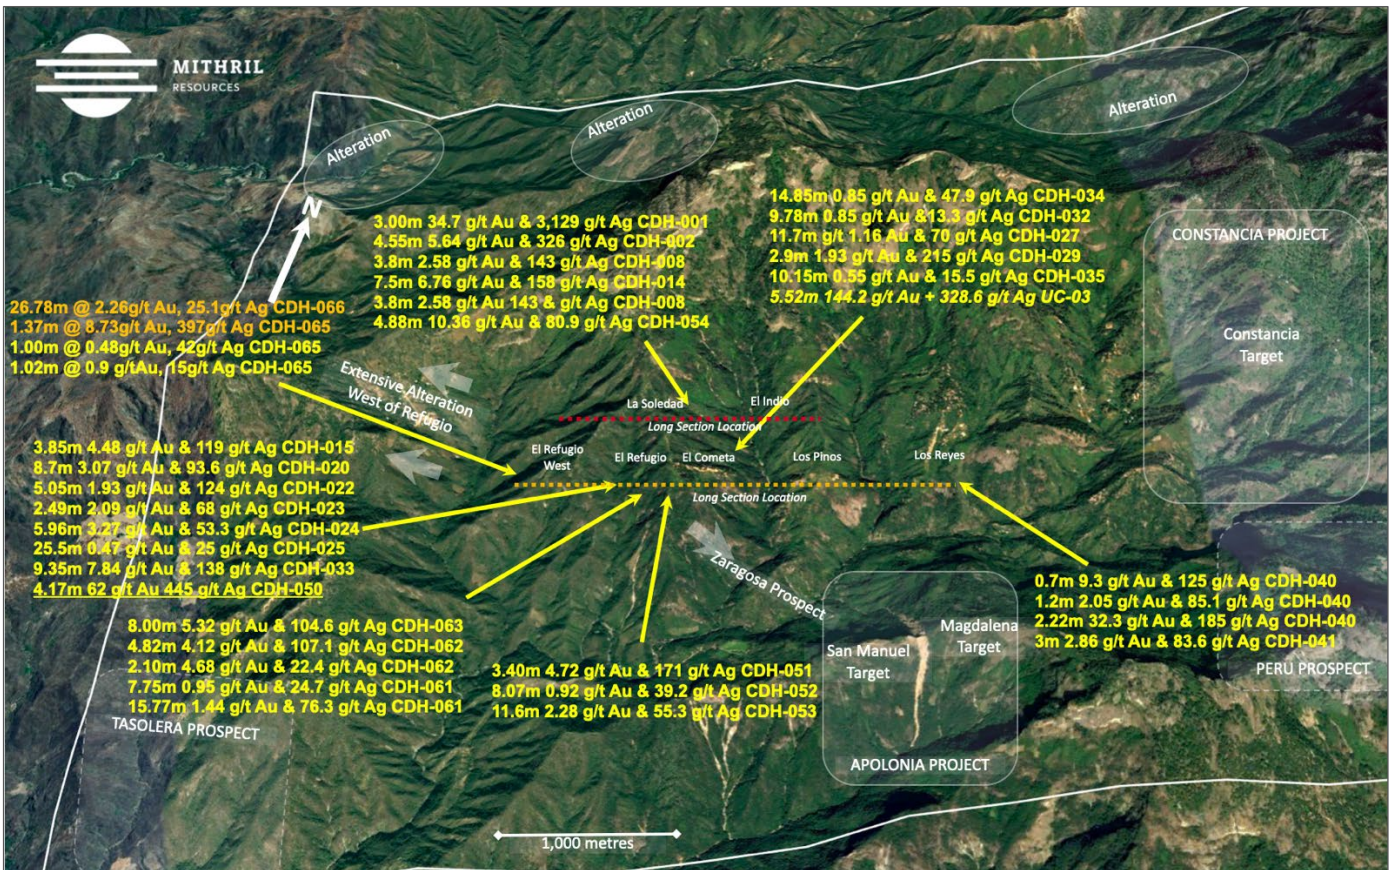 MITHRIL
RESOURCES
Alteration
Alteration
Alteration
N
3.00m 34.7 g/t Au & 3,129 g/t Ag CDH-001
4.55m 5.64 g/t Au & 326 g/t Ag CDH-002
3.8m 2.58 g/t Au & 143 g/t Ag CDH-008
7.5m 6.76 g/t Au & 158 g/t Ag CDH-014
3.8m 2.58 g/t Au 143 & g/t Ag CDH-008
4.88m 10.36 g/t Au & 80.9 g/t Ag CDH-054
14.85m 0.85 g/t Au & 47.9 g/t Ag CDH-034
9.78m 0.85 g/t Au &13.3 g/t Ag CDH-032
11.7m g/t 1.16 Au & 70 g/t Ag CDH-027
2.9m 1.93 g/t Au & 215 g/t Ag CDH-029
10.15m 0.55 g/t Au & 15.5 g/t Ag CDH-035
5.52m 144.2 g/t Au + 328.6 g/t Ag UC-03
CONSTANCIA PROJECT
Constancia
Target
26.78m @ 2.26g/t Au, 25.1g/t Ag CDH-066
1.37m @ 8.73g/t Au, 397g/t Ag CDH-065
1.00m @ 0.48g/t Au, 42g/t Ag CDH-065
1.02m @ 0.9 g/tAu, 15g/t Ag CDH-065
Extensive Alteration
West of Refugio
La Soledad
El Indio
Long Section Location
El Refugio
West
El Refugio
El Cometa
Los Pinos
Los Reyes
Long Section Location
3.85m 4.48 g/t Au & 119 g/t Ag CDH-015
8.7m 3.07 g/t Au & 93.6 g/t Ag CDH-020
5.05m 1.93 g/t Au & 124 g/t Ag CDH-022
2.49m 2.09 g/t Au & 68 g/t Ag CDH-023
5.96m 3.27 g/t Au & 53.3 g/t Ag CDH-024
25.5m 0.47 g/t Au & 25 g/t Ag CDH-025
9.35m 7.84 g/t Au & 138 g/t Ag CDH-033
4.17m 62 g/t Au 445 g/t Ag CDH-050
Zaragosa Prospect
8.00m 5.32 g/t Au & 104.6 g/t Ag CDH-063
4.82m 4.12 g/t Au & 107.1 g/t Ag CDH-062
2.10m 4.68 g/t Au & 22.4 g/t Ag CDH-062
7.75m 0.95 g/t Au & 24.7 g/t Ag CDH-061
15.77m 1.44 g/t Au & 76.3 g/t Ag CDH-061
TASOLERA PROSPECT
3.40m 4.72 g/t Au & 171 g/t Ag CDH-051
8.07m 0.92 g/t Au & 39.2 g/t Ag CDH-052
11.6m 2.28 g/t Au & 55.3 g/t Ag CDH-053
San Manuel
Target
Magdalena
Target
APOLONIA PROJECT
0.7m 9.3 g/t Au & 125 g/t Ag CDH-040
1.2m 2.05 g/t Au & 85.1 g/t Ag CDH-040
2.22m 32.3 g/t Au & 185 g/t Ag CDH-040
3m 2.86 g/t Au & 83.6 g/t Ag CDH-041
PERU PROSPECT
1,000 metres